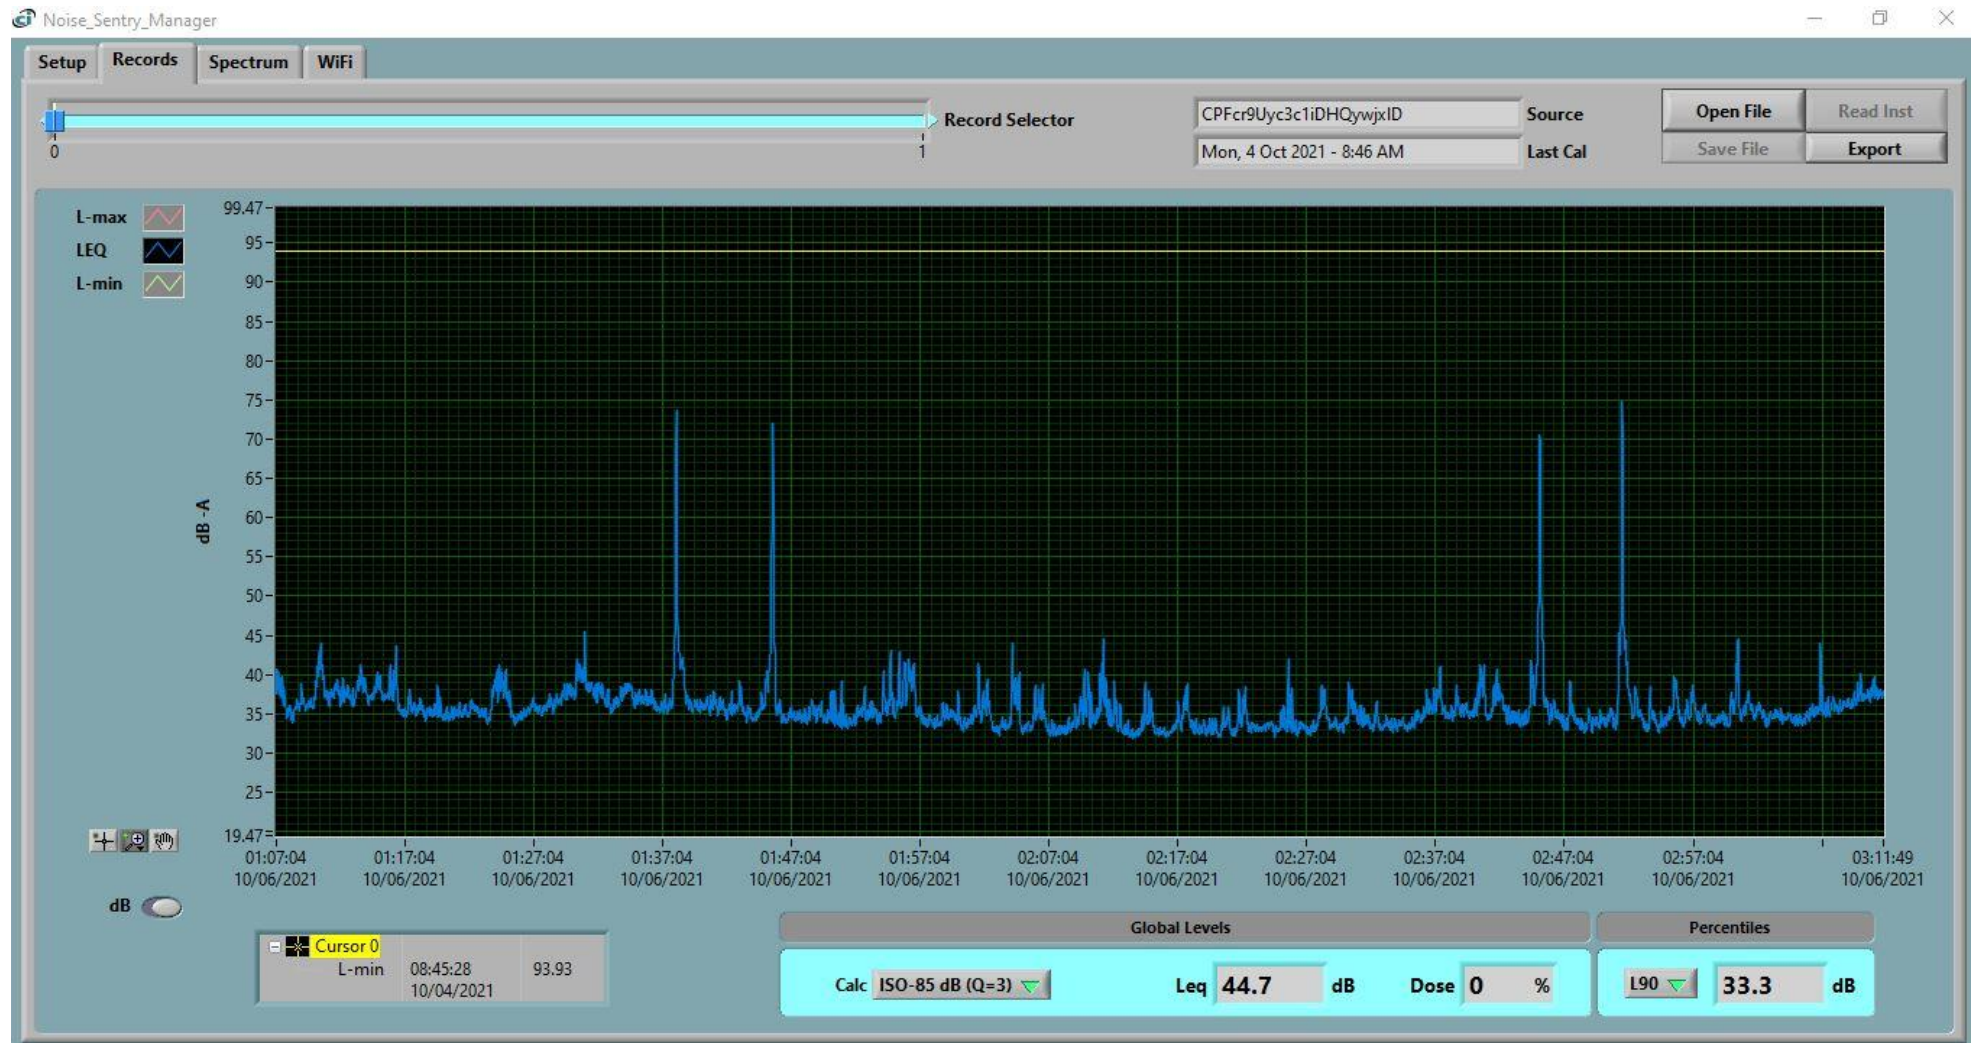 Noise_Sentry_Manager
Setup Records Spectrum WiFi
Record Selector
0 1
CPFcr9Uyc3c1iDHQywjxID Source
Mon, 4 Oct 2021 - 8:46 AM Last Cal
Open File Read Inst
Save File Export
L-max
LEQ
L-min
99.47
95
90
85
80
75
70
65
60
55
50
45
40
35
30
25
19.47
dB -A
01:07:04 01:17:04 01:27:04 01:37:04 01:47:04 01:57:04 02:07:04 02:17:04 02:27:04 02:37:04 02:47:04 02:57:04 03:11:49
10/06/2021 10/06/2021 10/06/2021 10/06/2021 10/06/2021 10/06/2021 10/06/2021 10/06/2021 10/06/2021 10/06/2021 10/06/2021 10/06/2021 10/06/2021
dB
Cursor 0
L-min 08:45:28 93.93
10/04/2021
Global Levels
Calc ISO-85 dB (Q=3) Leq 44.7 dB Dose 0 %
Percentiles
L90 33.3 dB